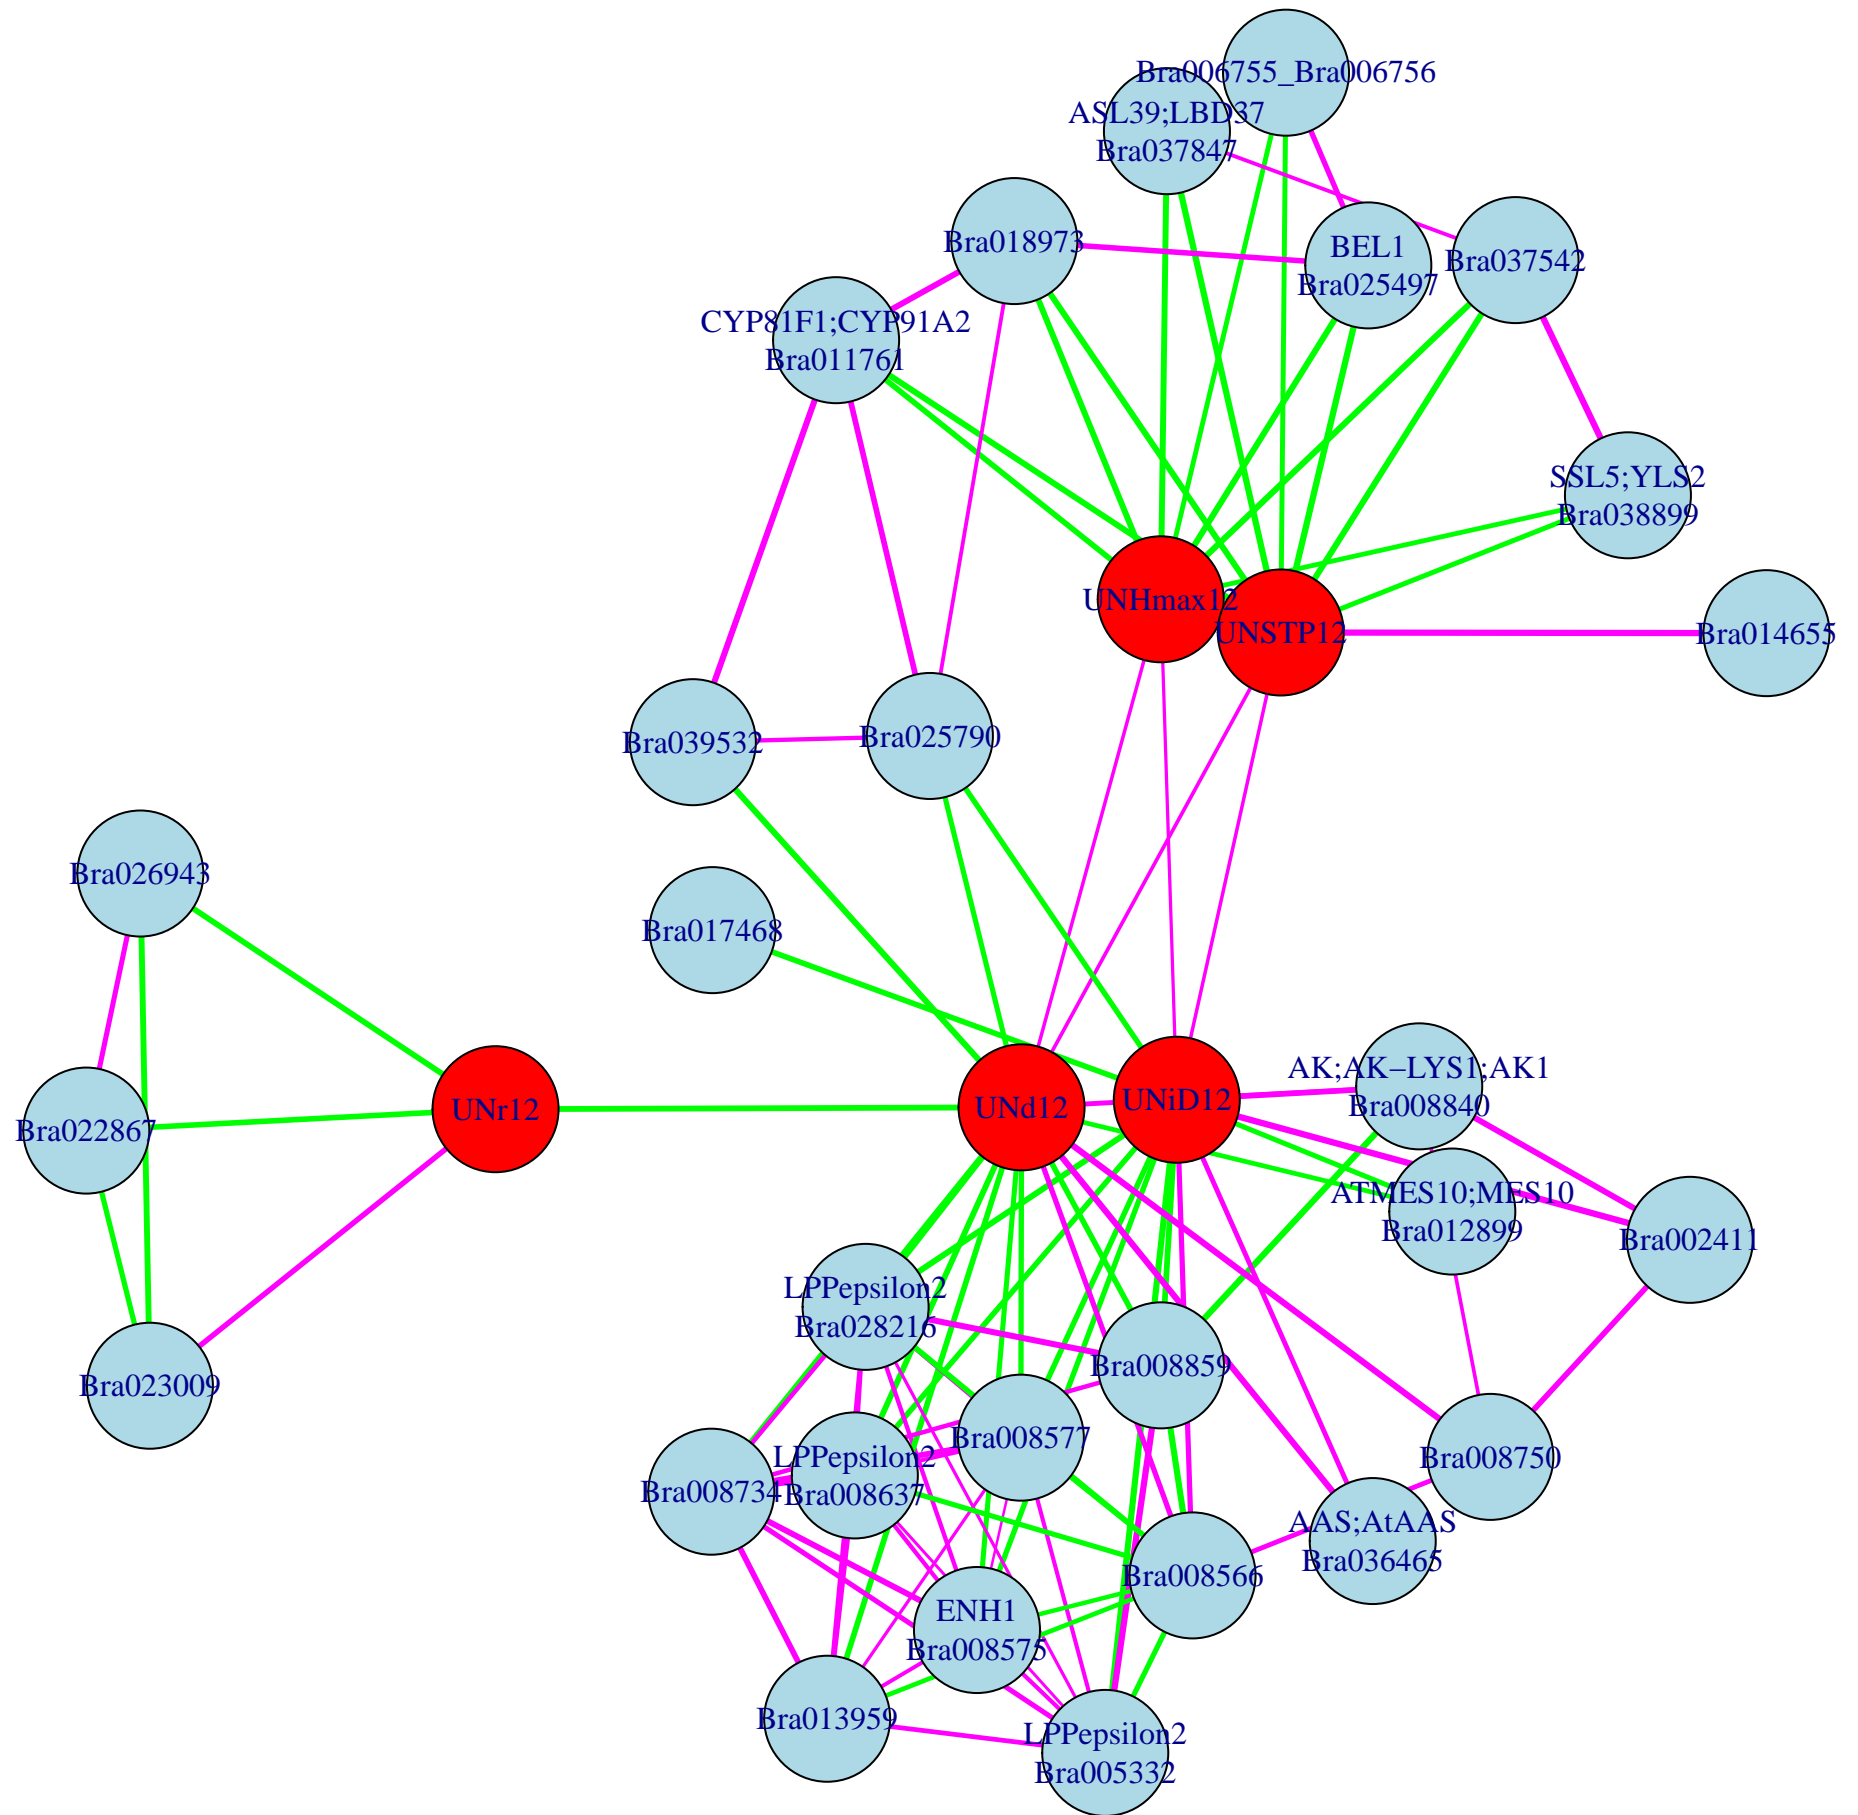 Bra006755_Bra006756
ASL39;LBD37
Bra037847
Bra018973
BEL1
Bra025497
Bra037542
CYP81F1;CYP91A2
Bra011761
SSL5;YLS2
Bra038899
UNHmax12
UNSTP12
Bra014655
Bra039532
Bra025790
Bra026943
Bra017468
AK;AK−LYS1;AK1
Bra008840
UNr12
UNd12
UNiD12
Bra022867
ATMES10;MES10
Bra012899
Bra002411
LPPepsilon2
Bra028216
Bra008859
Bra023009
Bra008577
Bra008750
LPPepsilon2
Bra008637
Bra008734
AAS;AtAAS
Bra036465
Bra008566
ENH1
Bra008575
Bra013959
LPPepsilon2
Bra005332